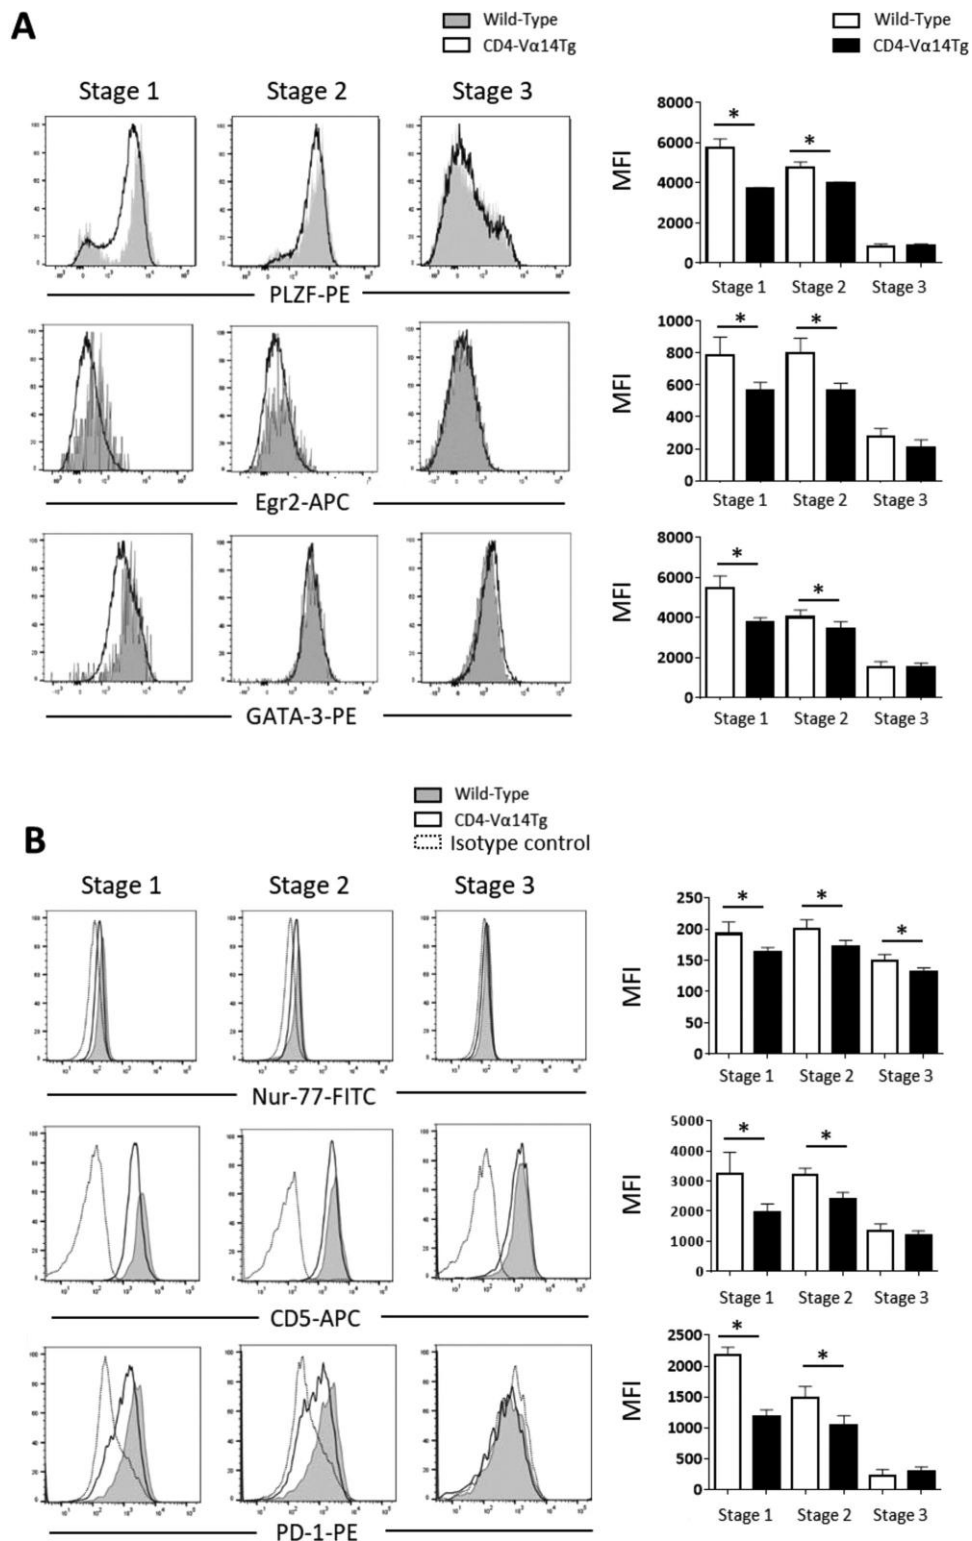 A
Wild-Type
CD4-Vα14Tg
Wild-Type
CD4-Vα14Tg
Stage 1
Stage 2
Stage 3
PLZF-PE
MFI
8000
6000
4000
2000
0
Stage 1
Stage 2
Stage 3
*
*
Egr2-APC
MFI
1000
800
600
400
200
0
Stage 1
Stage 2
Stage 3
*
*
GATA-3-PE
MFI
8000
6000
4000
2000
0
Stage 1
Stage 2
Stage 3
*
*
B
Wild-Type
CD4-Vα14Tg
Isotype control
Stage 1
Stage 2
Stage 3
Nur-77-FITC
MFI
250
200
150
100
50
0
Stage 1
Stage 2
Stage 3
*
*
*
CD5-APC
MFI
5000
4000
3000
2000
1000
0
Stage 1
Stage 2
Stage 3
*
*
PD-1-PE
MFI
2500
2000
1500
1000
500
0
Stage 1
Stage 2
Stage 3
*
*